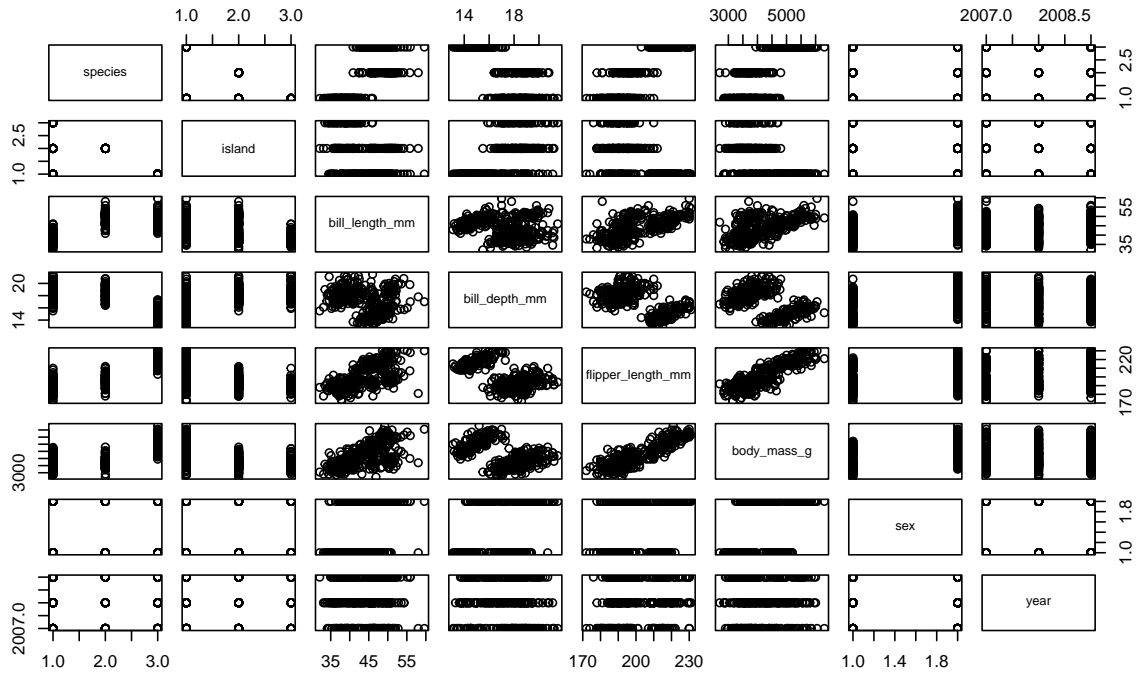 1.0 2.0 3.0 14 18 3000 5000 2007.0 2008.5
species 1.0 2.5
1.0 2.5 island
bill_length_mm 35 55
14 20 bill_depth_mm
flipper_length_mm 170 220
3000 body_mass_g
sex 1.0 1.8
2007.0 year
1.0 2.0 3.0 35 45 55 170 200 230 1.0 1.4 1.8